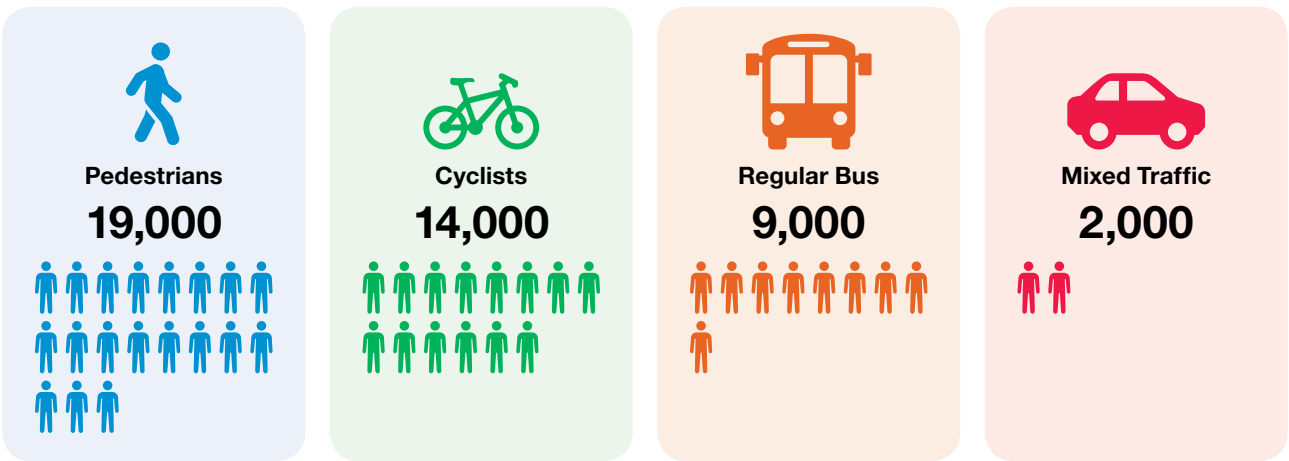 Pedestrians
19,000
Cyclists
14,000
Regular Bus
9,000
Mixed Traffic
2,000